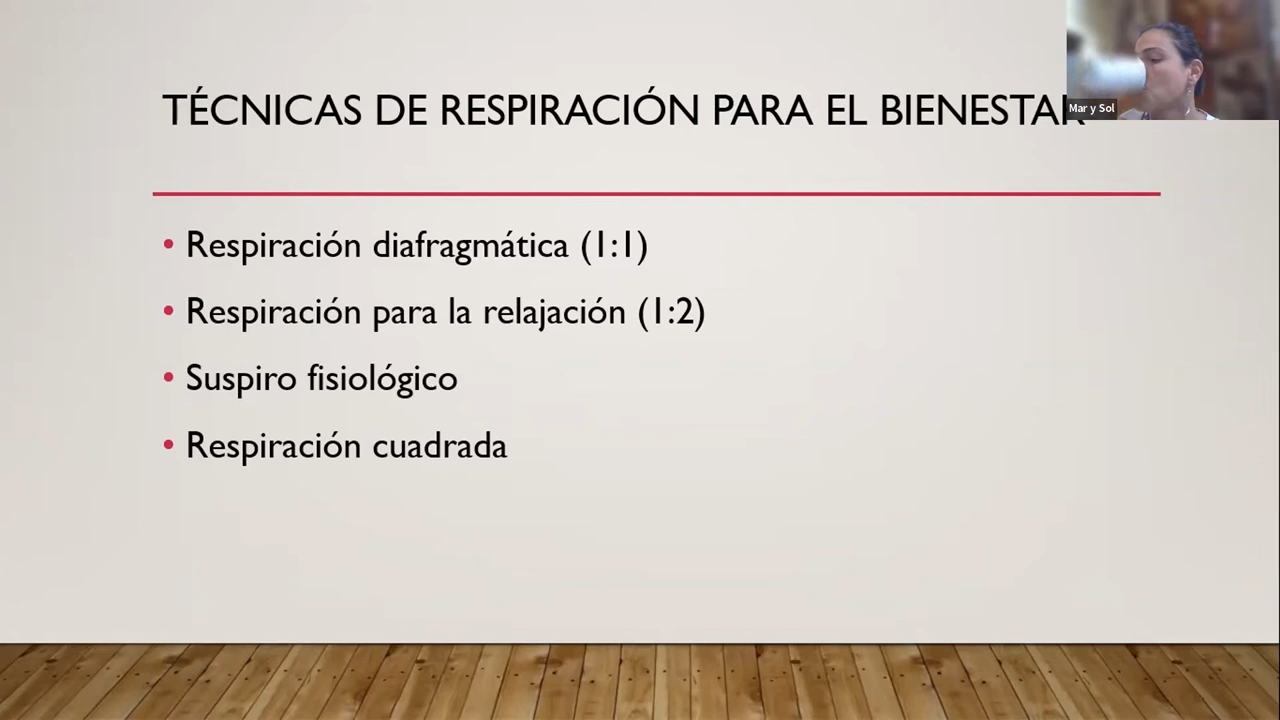 TÉCNICAS DE RESPIRACIÓN PARA EL BIENESTAR
Mar y Sol
• Respiración diafragmática (1:1)
• Respiración para la relajación (1:2)
• Suspiro fisiológico
• Respiración cuadrada